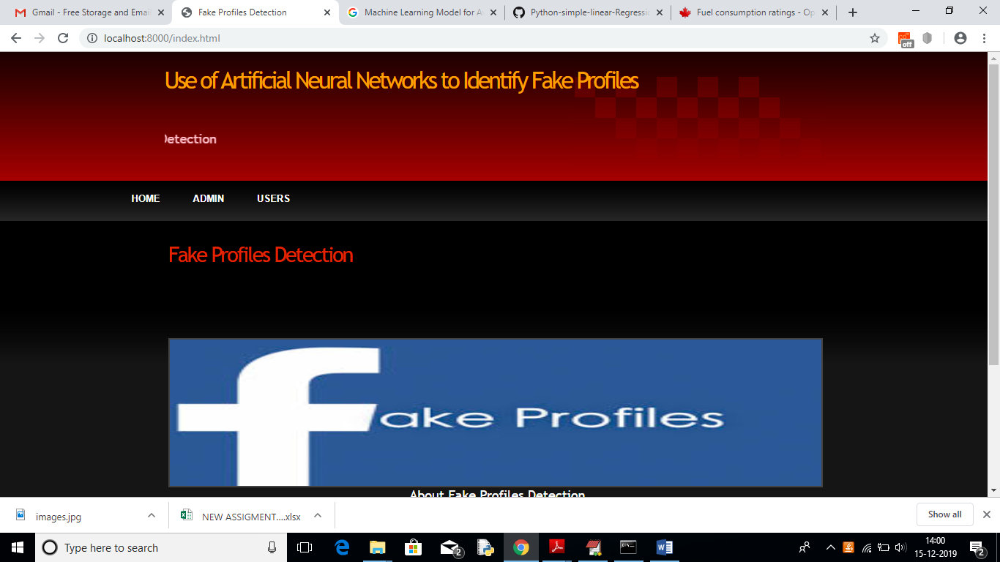 Gmail - Free Storage and Emai
Fake Profiles Detection
Machine Learning Model for A
Python-simple-linear-Regressi
Fuel consumption ratings - Op
localhost:8000/index.html
off
Use of Artificial Neural Networks to Identify Fake Profiles
Detection
HOME ADMIN USERS
Fake Profiles Detection
fake Profiles
About Fake Profiles Detection
images.jpg
NEW ASSIGMENT....xlsx
Show all
Type here to search
2
14:00
15-12-2019
2